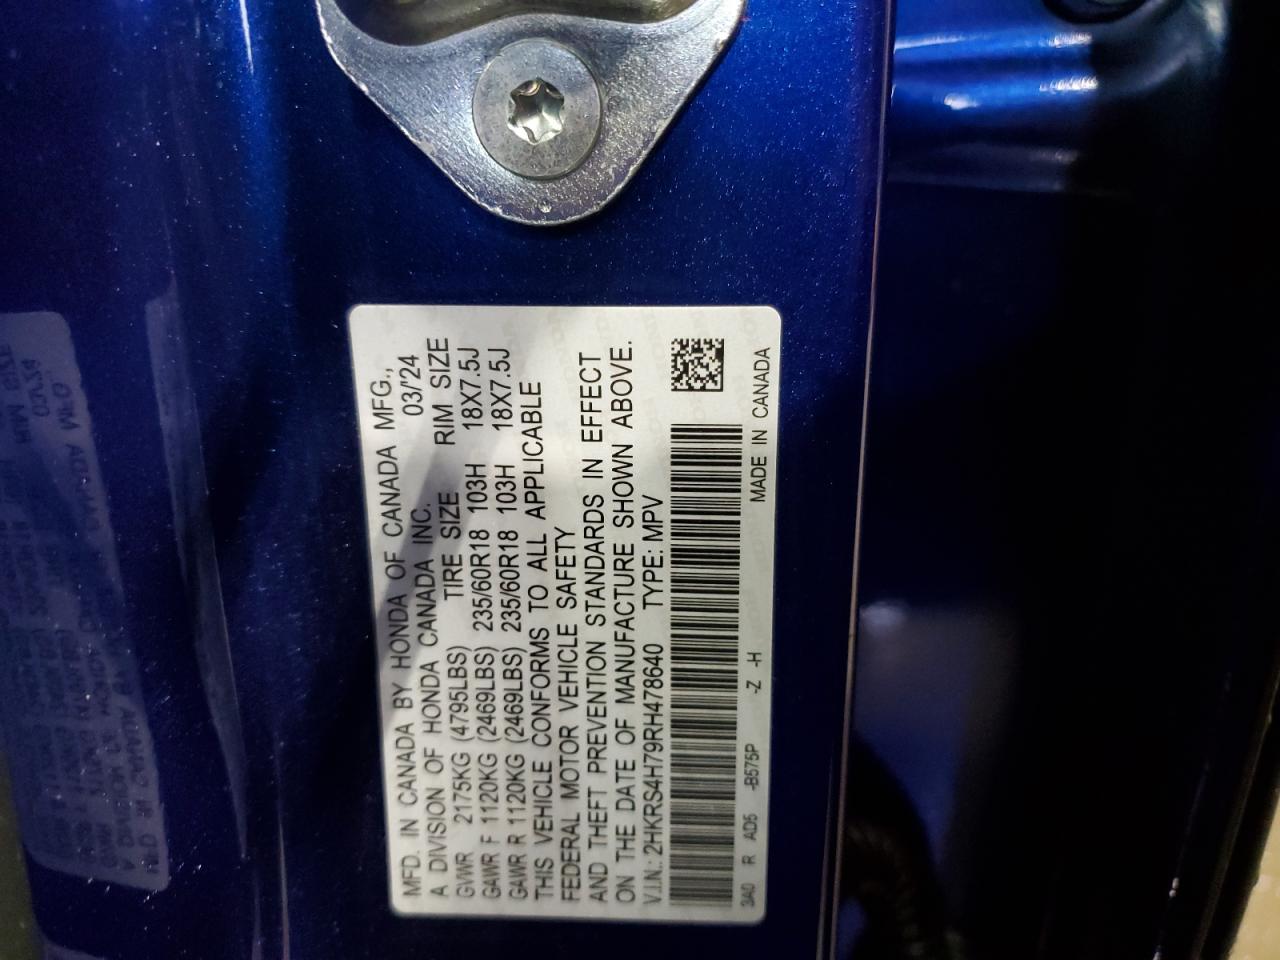 MFD. IN CANADA BY HONDA OF CANADA MFG.,
A DIVISION OF HONDA CANADA INC. 03/'24
GVWR 2175KG (4795LBS) TIRE SIZE RIM SIZE
GAWR F 1120KG (2469LBS) 235/60R18 103H 18X7.5J
GAWR R 1120KG (2469LBS) 235/60R18 103H 18X7.5J
THIS VEHICLE CONFORMS TO ALL APPLICABLE
FEDERAL MOTOR VEHICLE SAFETY
AND THEFT PREVENTION STANDARDS IN EFFECT
ON THE DATE OF MANUFACTURE SHOWN ABOVE.
V.I.N.: 2HKRS4H79RH478640 TYPE: MPV
3A0 R AD5 -B575P -Z -H MADE IN CANADA